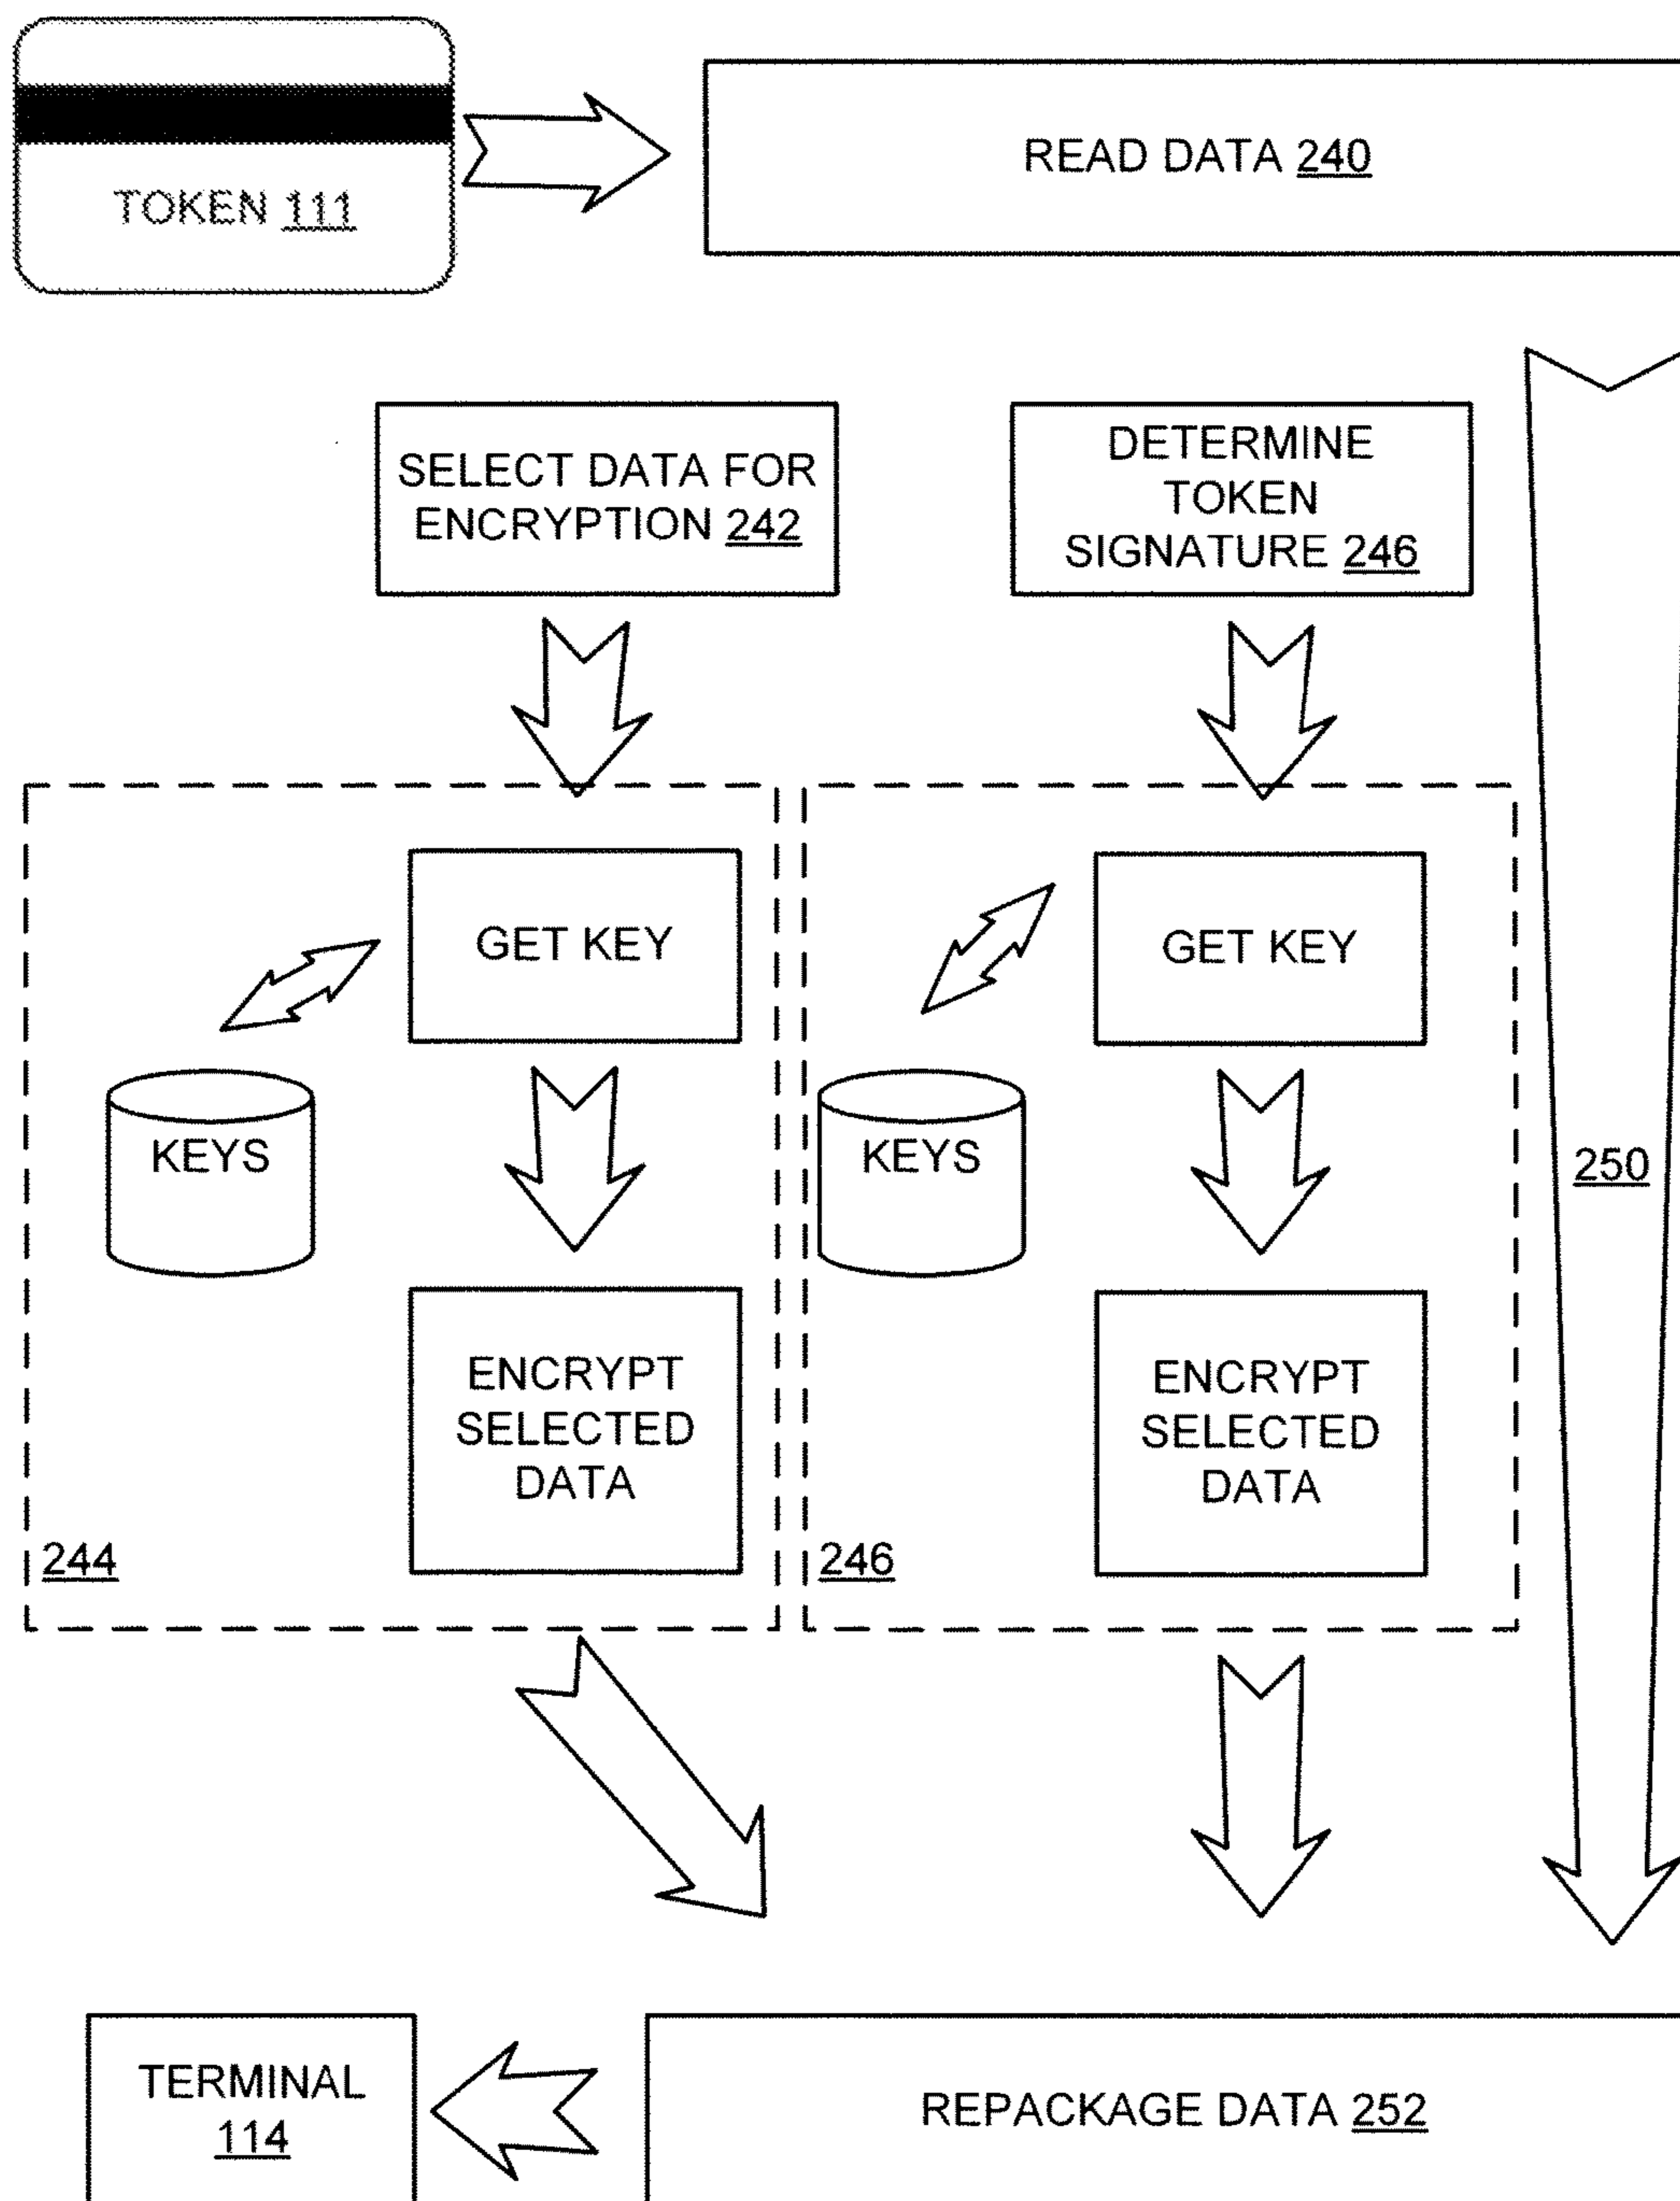 TOKEN 111
READ DATA 240
SELECT DATA FOR
ENCRYPTION 242
DETERMINE
TOKEN
SIGNATURE 246
GET KEY
KEYS
ENCRYPT
SELECTED
DATA
244
GET KEY
KEYS
ENCRYPT
SELECTED
DATA
246
250
TERMINAL
114
REPACKAGE DATA 252